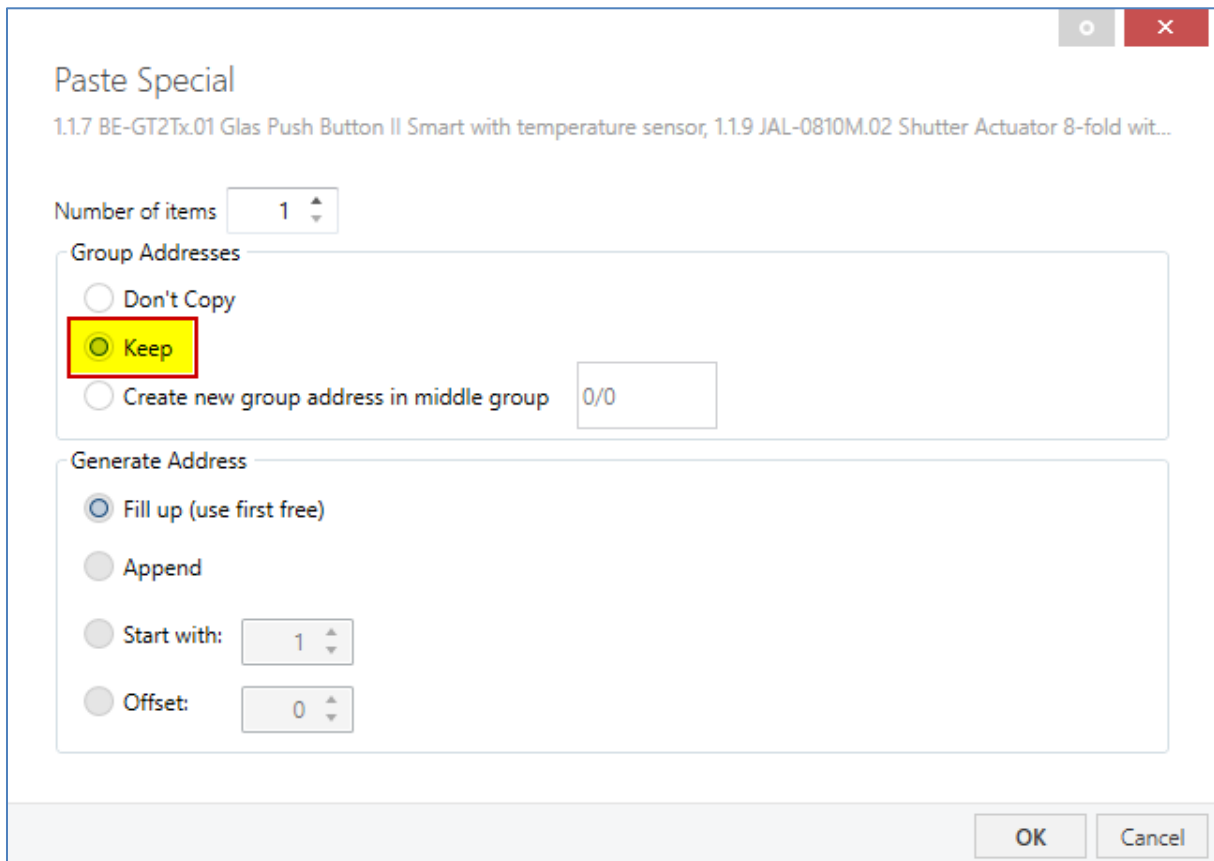 Paste Special
1.1.7 BE-GT2Tx.01 Glas Push Button II Smart with temperature sensor, 1.1.9 JAL-0810M.02 Shutter Actuator 8-fold wit...
Number of items 1
Group Addresses
Don't Copy
Keep
Create new group address in middle group 0/0
Generate Address
Fill up (use first free)
Append
Start with: 1
Offset: 0
OK Cancel